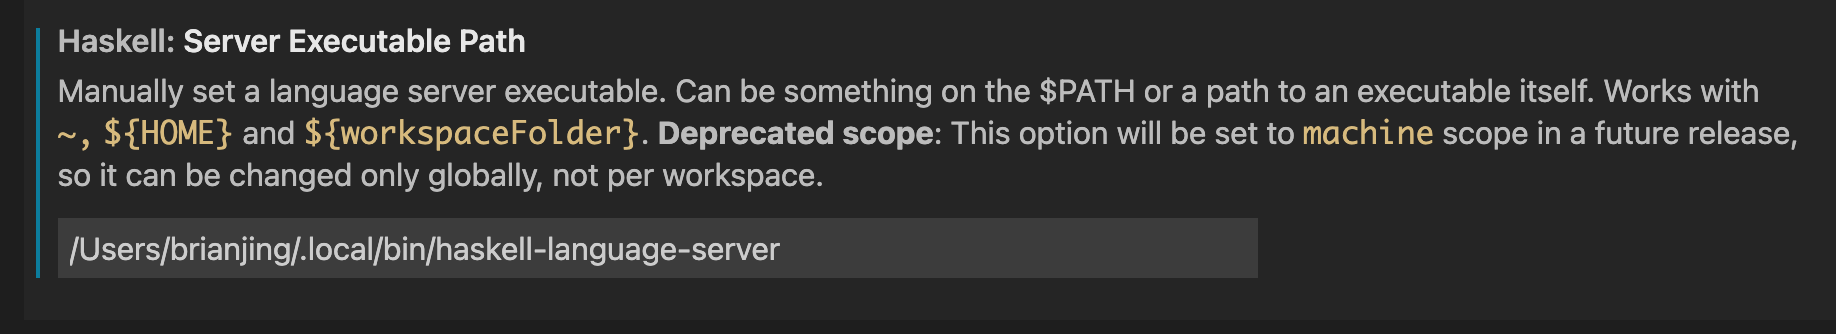 Haskell: Server Executable Path
Manually set a language server executable. Can be something on the $PATH or a path to an executable itself. Works with
~, ${HOME} and ${workspaceFolder}. Deprecated scope: This option will be set to machine scope in a future release,
so it can be changed only globally, not per workspace.
/Users/brianjing/.local/bin/haskell-language-server